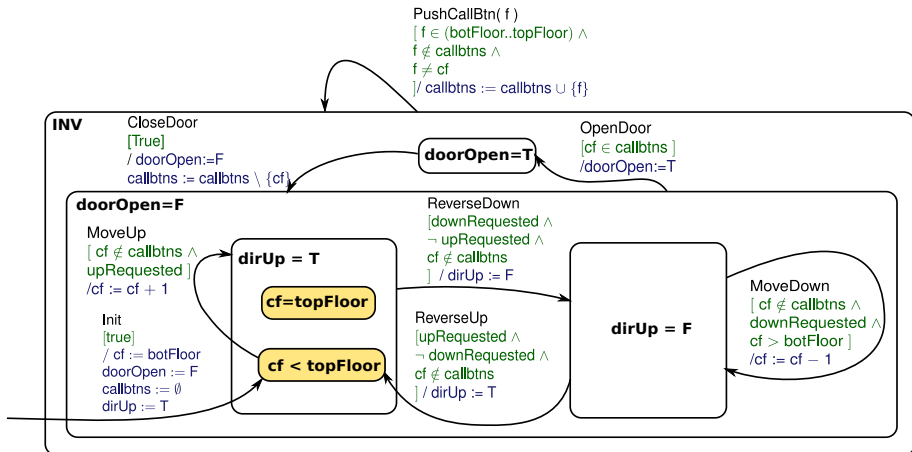 PushCallBtn( f )
[ f ∈ (botFloor..topFloor) ∧
f ∉ callbtns ∧
f ≠ cf
]/ callbtns := callbtns ∪ {f}
INV
CloseDoor
[True]
/ doorOpen:=F
callbtns := callbtns \ {cf}
doorOpen=T
OpenDoor
[cf ∈ callbtns ]
/doorOpen:=T
doorOpen=F
MoveUp
[ cf ∉ callbtns ∧
upRequested ]
/cf := cf + 1
Init
[true]
/ cf := botFloor
doorOpen := F
callbtns := ∅
dirUp := T
dirUp = T
cf=topFloor
cf < topFloor
ReverseDown
[downRequested ∧
¬ upRequested ∧
cf ∉ callbtns
] / dirUp := F
ReverseUp
[upRequested ∧
¬ downRequested ∧
cf ∉ callbtns
] / dirUp := T
dirUp = F
MoveDown
[ cf ∉ callbtns ∧
downRequested ∧
cf > botFloor ]
/cf := cf − 1